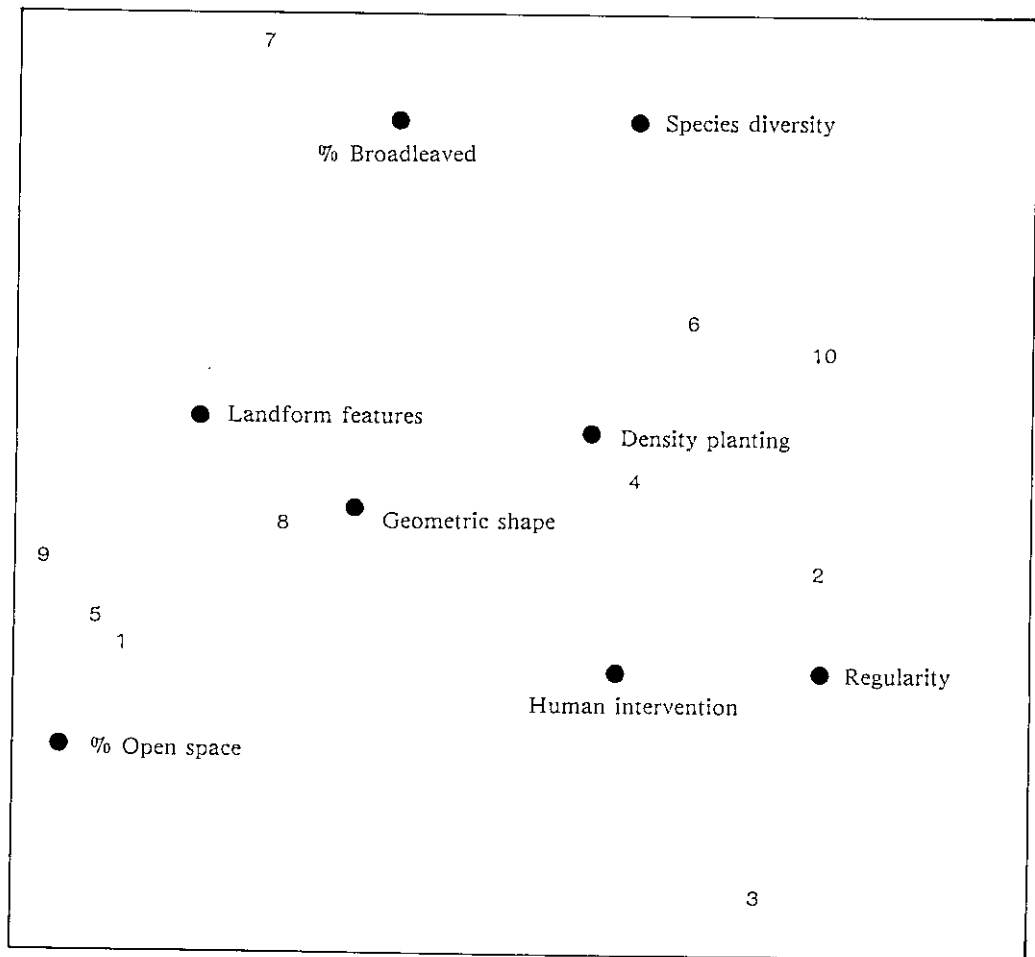 7
Species diversity
% Broadleaved
6
10
Landform features
Density planting
4
8
Geometric shape
9
2
5
1
Regularity
Human intervention
% Open space
3